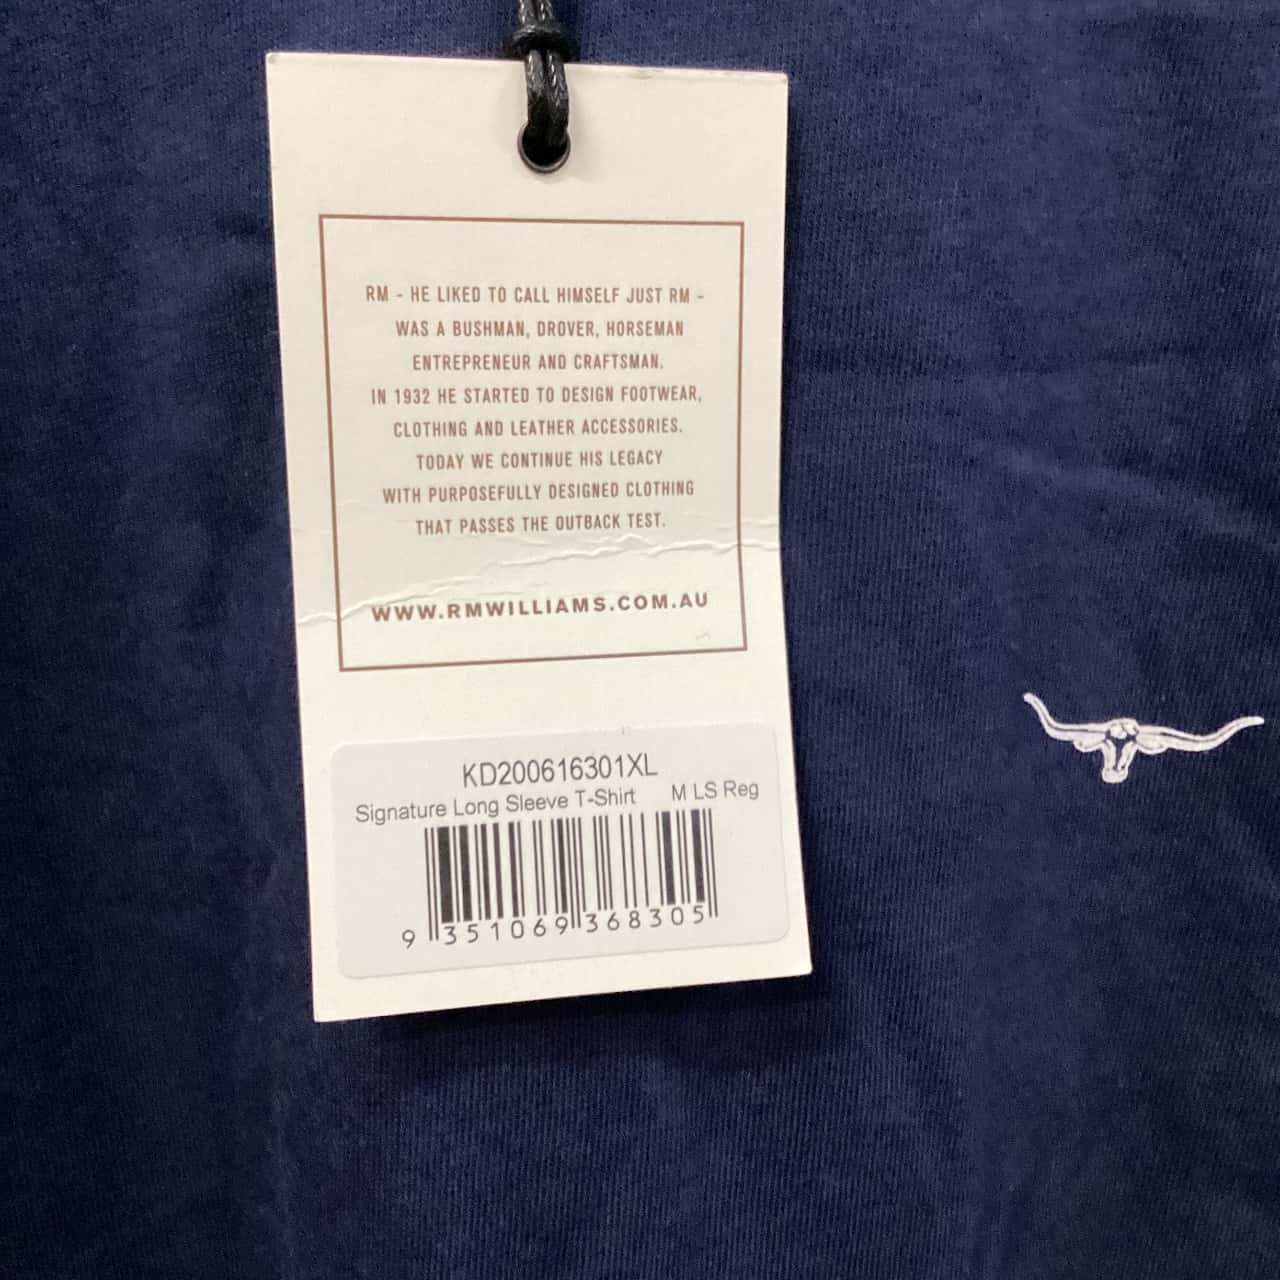 RM - HE LIKED TO CALL HIMSELF JUST RM -
WAS A BUSHMAN, DROVER, HORSEMAN
ENTREPRENEUR AND CRAFTSMAN.
IN 1932 HE STARTED TO DESIGN FOOTWEAR,
CLOTHING AND LEATHER ACCESSORIES.
TODAY WE CONTINUE HIS LEGACY
WITH PURPOSEFULLY DESIGNED CLOTHING
THAT PASSES THE OUTBACK TEST.
WWW.RMWILLIAMS.COM.AU
KD200616301XL
Signature Long Sleeve T-Shirt M LS Reg
9 351069 368305